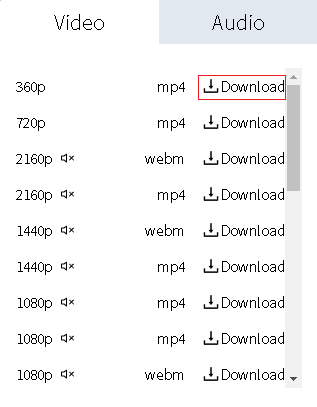 Video Audio
360p mp4 Download
720p mp4 Download
2160p webm Download
2160p mp4 Download
1440p webm Download
1440p mp4 Download
1080p mp4 Download
1080p mp4 Download
1080p webm Download